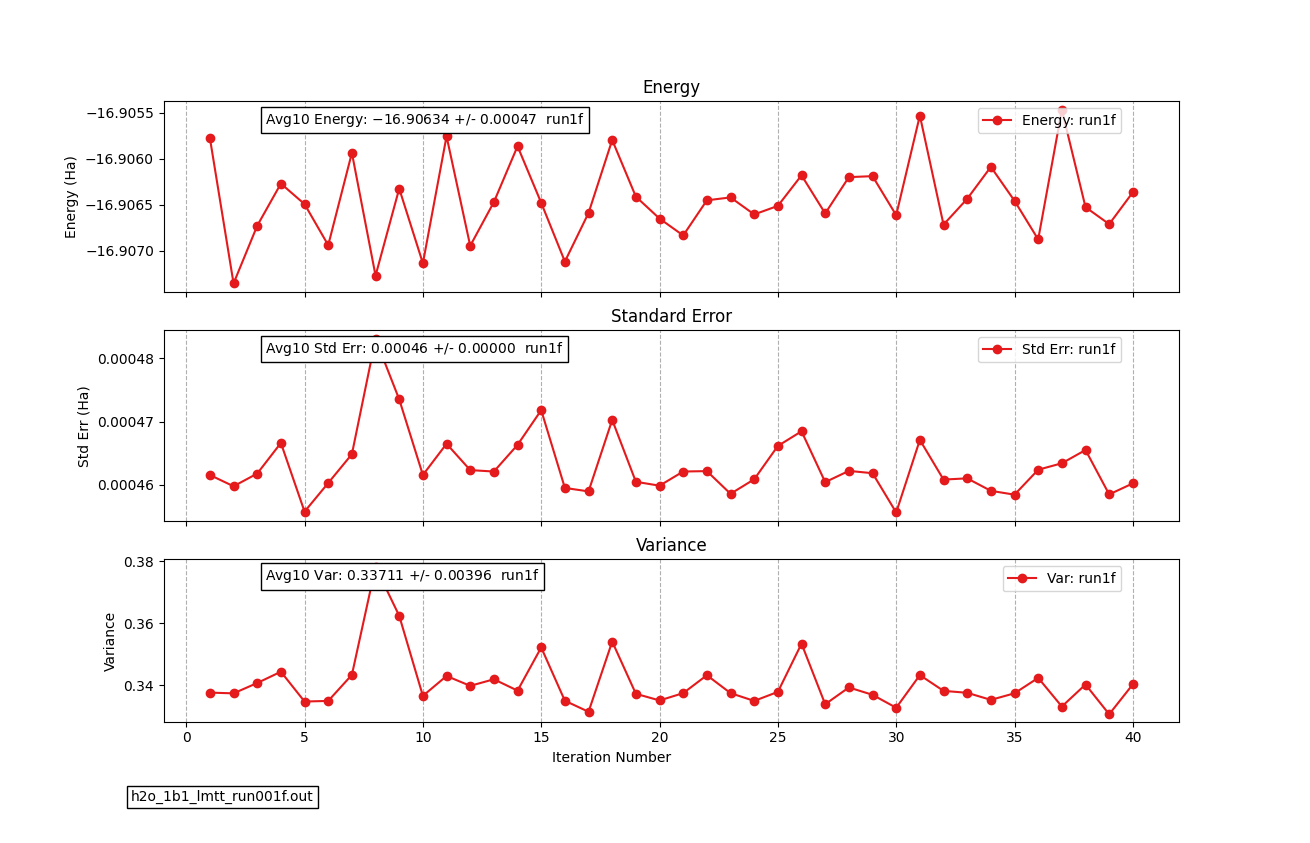 Energy
Avg10 Energy: −16.90634 +/- 0.00047 run1f
Energy: run1f
−16.9055
−16.9060
−16.9065
−16.9070
Energy (Ha)
Standard Error
Avg10 Std Err: 0.00046 +/- 0.00000 run1f
Std Err: run1f
0.00048
0.00047
0.00046
Std Err (Ha)
Variance
Avg10 Var: 0.33711 +/- 0.00396 run1f
Var: run1f
0.38
0.36
0.34
Variance
0 5 10 15 20 25 30 35 40
Iteration Number
h2o_1b1_lmtt_run001f.out